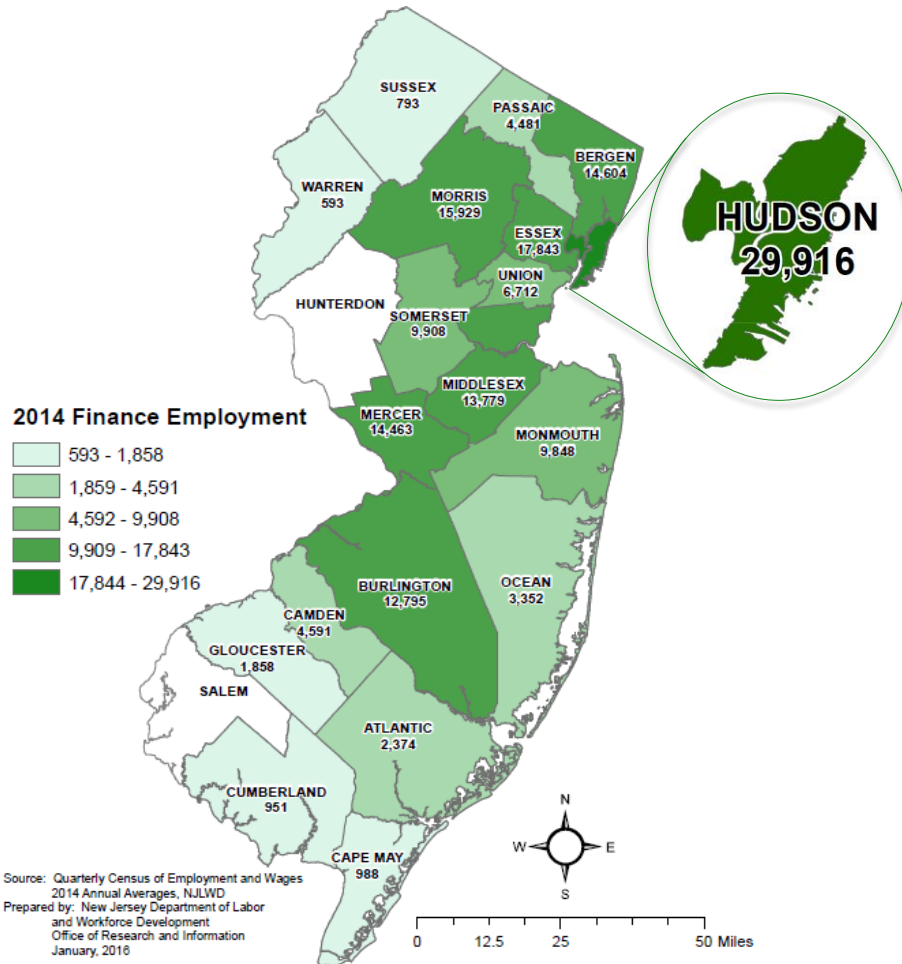 SUSSEX
793
PASSAIC
4,481
BERGEN
14,604
WARREN
593
MORRIS
15,929
ESSEX
17,843
HUDSON
29,916
UNION
6,712
HUNTERDON
SOMERSET
9,908
MIDDLESEX
13,779
MERCER
14,463
MONMOUTH
9,848
2014 Finance Employment
593 - 1,858
1,859 - 4,591
4,592 - 9,908
9,909 - 17,843
17,844 - 29,916
BURLINGTON
12,795
OCEAN
3,352
CAMDEN
4,591
GLOUCESTER
1,858
SALEM
ATLANTIC
2,374
CUMBERLAND
951
CAPE MAY
988
N
W
E
S
Source: Quarterly Census of Employment and Wages
2014 Annual Averages, NJLWD
Prepared by: New Jersey Department of Labor
and Workforce Development
Office of Research and Information
January, 2016
0 12.5 25 50 Miles